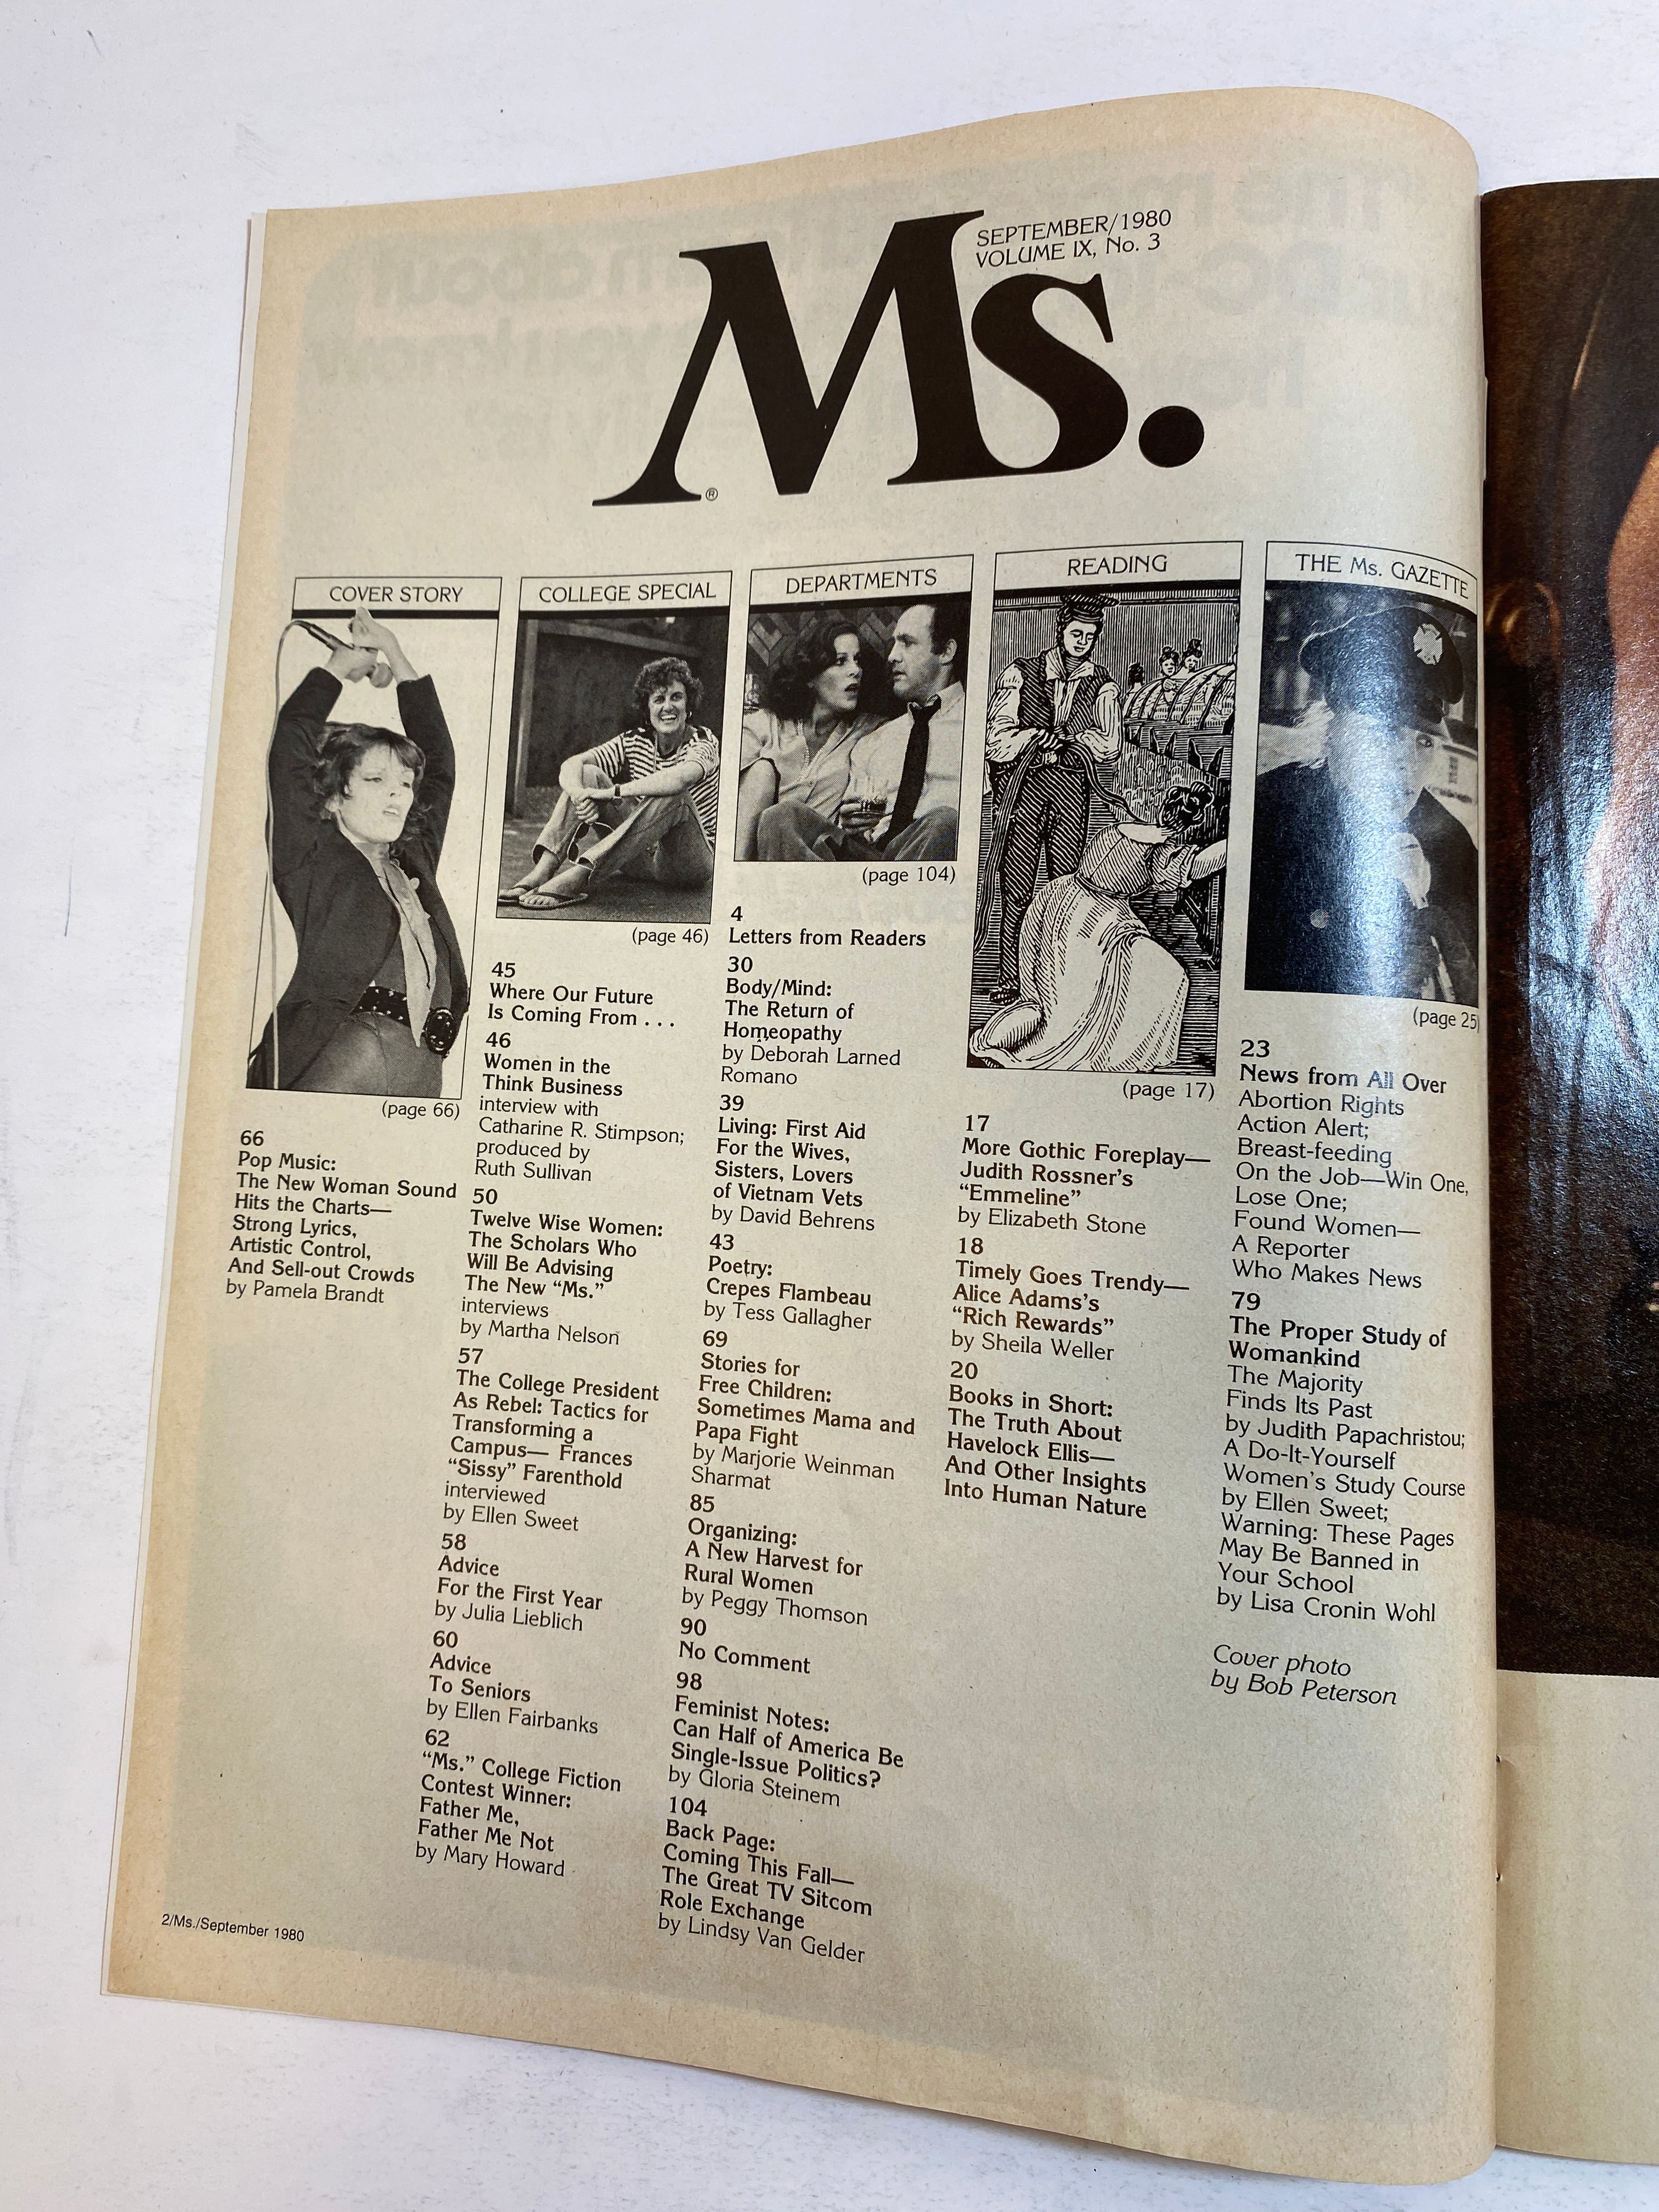 SEPTEMBER/1980
VOLUME IX, No. 3
Ms.
®
COVER STORY
(page 66)
66
Pop Music:
The New Woman Sound
Hits the Charts—
Strong Lyrics,
Artistic Control,
And Sell-out Crowds
by Pamela Brandt
COLLEGE SPECIAL
(page 46)
45
Where Our Future
Is Coming From . . .
46
Women in the
Think Business
interview with
Catharine R. Stimpson;
produced by
Ruth Sullivan
50
Twelve Wise Women:
The Scholars Who
Will Be Advising
The New “Ms.”
interviews
by Martha Nelson
57
The College President
As Rebel: Tactics for
Transforming a
Campus— Frances
“Sissy” Farenthold
interviewed
by Ellen Sweet
58
Advice
For the First Year
by Julia Lieblich
60
Advice
To Seniors
by Ellen Fairbanks
62
“Ms.” College Fiction
Contest Winner:
Father Me,
Father Me Not
by Mary Howard
DEPARTMENTS
(page 104)
4
Letters from Readers
30
Body/Mind:
The Return of
Homeopathy
by Deborah Larned
Romano
39
Living: First Aid
For the Wives,
Sisters, Lovers
of Vietnam Vets
by David Behrens
43
Poetry:
Crepes Flambeau
by Tess Gallagher
69
Stories for
Free Children:
Sometimes Mama and
Papa Fight
by Marjorie Weinman
Sharmat
85
Organizing:
A New Harvest for
Rural Women
by Peggy Thomson
90
No Comment
98
Feminist Notes:
Can Half of America Be
Single-Issue Politics?
by Gloria Steinem
104
Back Page:
Coming This Fall—
The Great TV Sitcom
Role Exchange
by Lindsy Van Gelder
READING
(page 17)
17
More Gothic Foreplay—
Judith Rossner’s
“Emmeline”
by Elizabeth Stone
18
Timely Goes Trendy—
Alice Adams’s
“Rich Rewards”
by Sheila Weller
20
Books in Short:
The Truth About
Havelock Ellis—
And Other Insights
Into Human Nature
THE Ms. GAZETTE
(page 25)
23
News from All Over
Abortion Rights
Action Alert;
Breast-feeding
On the Job—Win One,
Lose One;
Found Women—
A Reporter
Who Makes News
79
The Proper Study of
Womankind
The Majority
Finds Its Past
by Judith Papachristou;
A Do-It-Yourself
Women’s Study Course
by Ellen Sweet;
Warning: These Pages
May Be Banned in
Your School
by Lisa Cronin Wohl
Cover photo
by Bob Peterson
2/Ms./September 1980